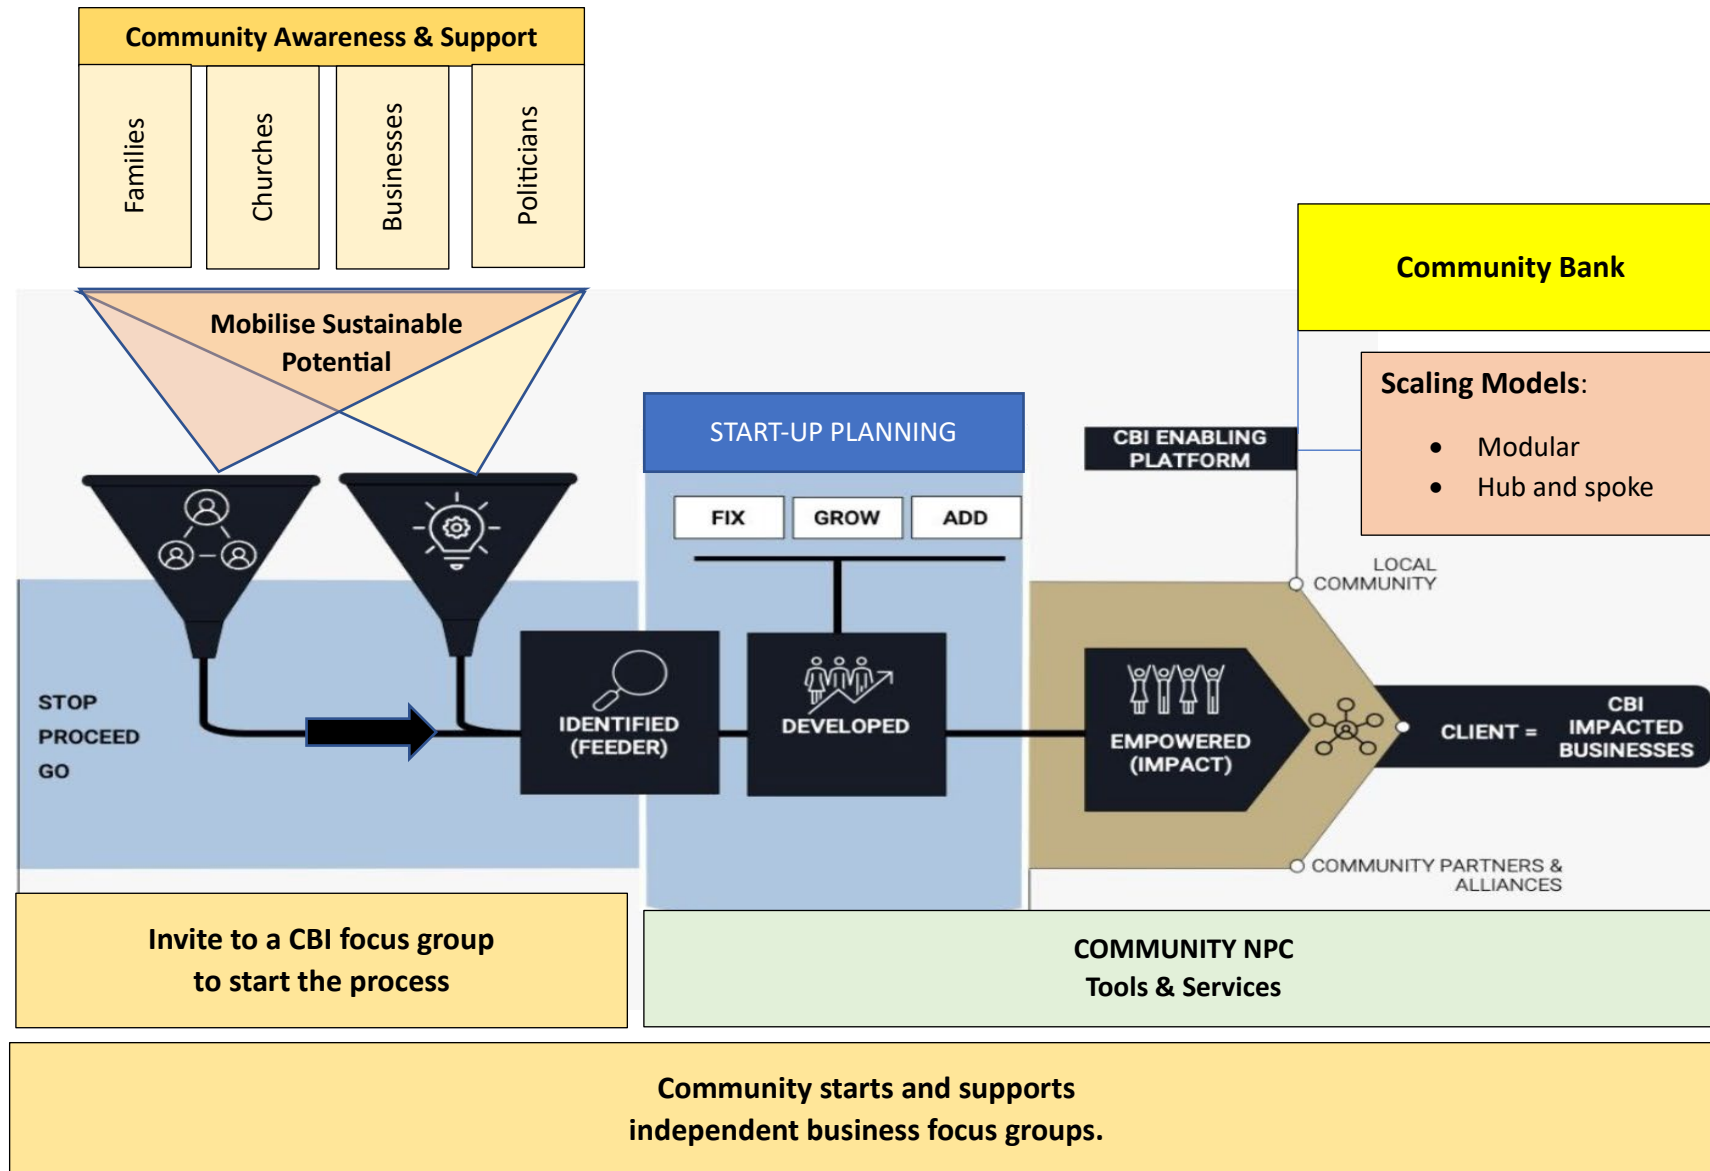 Community Awareness & Support
Families
Churches
Businesses
Politicians
Mobilise Sustainable
Potential
Community Bank
Scaling Models:
• Modular
• Hub and spoke
START-UP PLANNING
CBI ENABLING
PLATFORM
FIX
GROW
ADD
LOCAL
COMMUNITY
STOP
PROCEED
GO
IDENTIFIED
(FEEDER)
DEVELOPED
EMPOWERED
(IMPACT)
CLIENT =
CBI
IMPACTED
BUSINESSES
COMMUNITY PARTNERS &
ALLIANCES
Invite to a CBI focus group
to start the process
COMMUNITY NPC
Tools & Services
Community starts and supports
independent business focus groups.